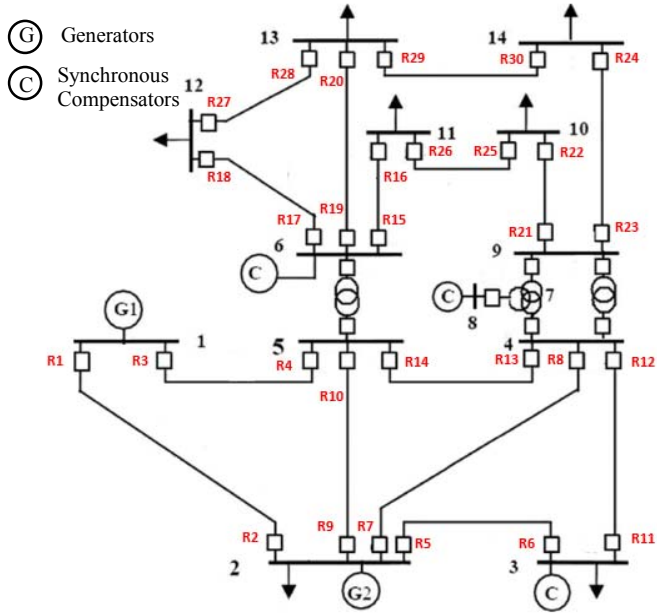 G Generators
C Synchronous
Compensators
13
14
R28 R20 R29 R30 R24
12
R27
11 10
R26 R25 R22
R16
R18
R17 R19 R15 R21 R23
6 9
C
C 7
8
G1
1 5 4
R1 R3 R4 R14 R13 R8 R12
R10
R2 R9 R7 R5 R6 R11
2 3
G2 C